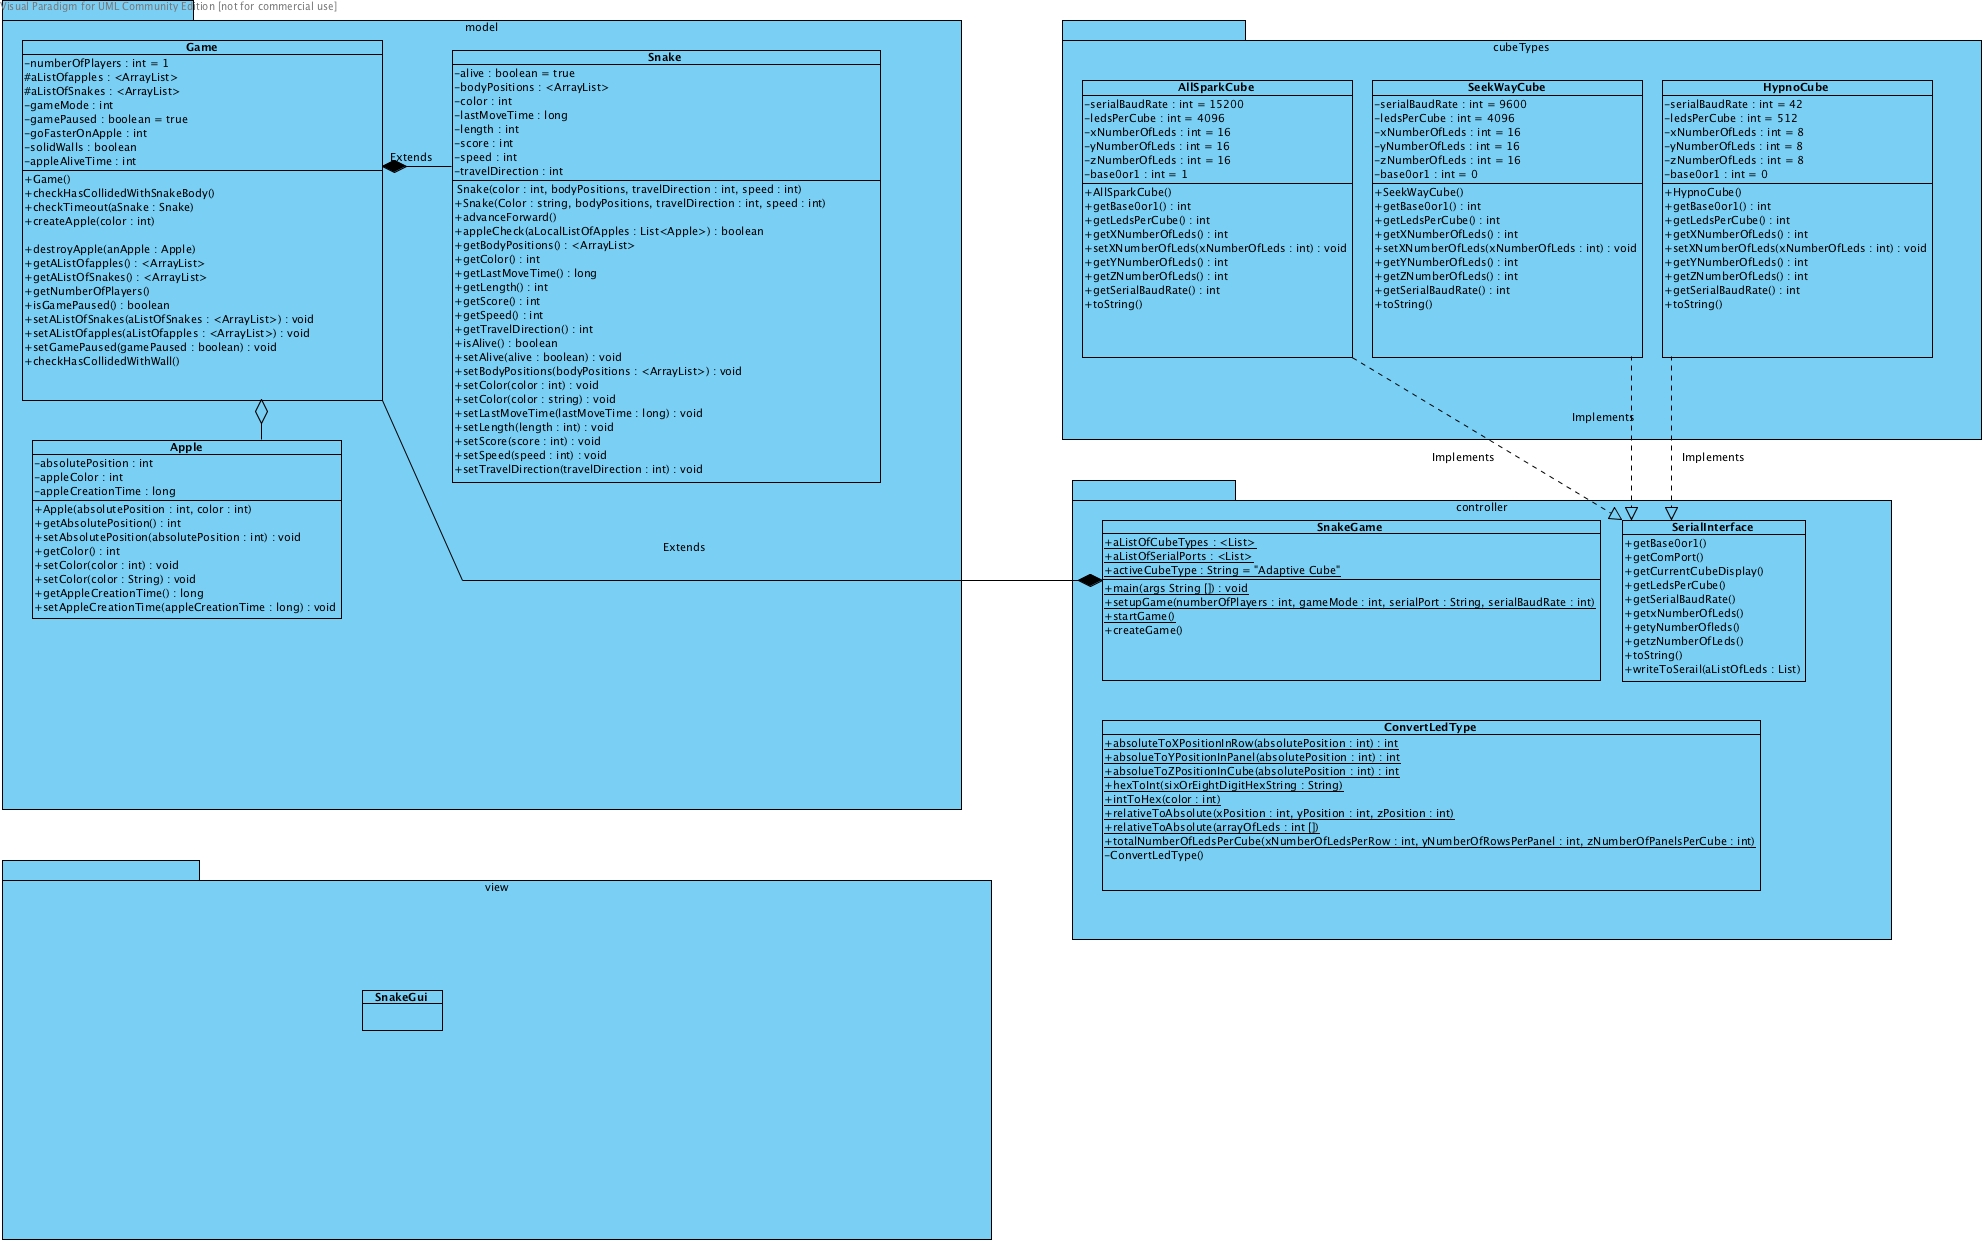 Visual Paradigm for UML Community Edition [not for commercial use]
model
Game
-numberOfPlayers : int = 1
#aListOfapples : <ArrayList>
#aListOfSnakes : <ArrayList>
-gameMode : int
-gamePaused : boolean = true
-goFasterOnApple : int
-solidWalls : boolean
-appleAliveTime : int
+Game()
+checkHasCollidedWithSnakeBody()
+checkTimeout(aSnake : Snake)
+createApple(color : int)
+destroyApple(anApple : Apple)
+getAListOfapples() : <ArrayList>
+getAListOfSnakes() : <ArrayList>
+getNumberOfPlayers()
+isGamePaused() : boolean
+setAListOfSnakes(aListOfSnakes : <ArrayList>) : void
+setAListOfapples(aListOfapples : <ArrayList>) : void
+setGamePaused(gamePaused : boolean) : void
+checkHasCollidedWithWall()
Extends
Snake
-alive : boolean = true
-bodyPositions : <ArrayList>
-color : int
-lastMoveTime : long
-length : int
-score : int
-speed : int
-travelDirection : int
Snake(color : int, bodyPositions, travelDirection : int, speed : int)
+Snake(Color : string, bodyPositions, travelDirection : int, speed : int)
+advanceForward()
+appleCheck(aLocalListOfApples : List<Apple>) : boolean
+getBodyPositions() : <ArrayList>
+getColor() : int
+getLastMoveTime() : long
+getLength() : int
+getScore() : int
+getSpeed() : int
+getTravelDirection() : int
+isAlive() : boolean
+setAlive(alive : boolean) : void
+setBodyPositions(bodyPositions : <ArrayList>) : void
+setColor(color : int) : void
+setColor(color : string) : void
+setLastMoveTime(lastMoveTime : long) : void
+setLength(length : int) : void
+setScore(score : int) : void
+setSpeed(speed : int) : void
+setTravelDirection(travelDirection : int) : void
Apple
-absolutePosition : int
-appleColor : int
-appleCreationTime : long
+Apple(absolutePosition : int, color : int)
+getAbsolutePosition() : int
+setAbsolutePosition(absolutePosition : int) : void
+getColor() : int
+setColor(color : int) : void
+setColor(color : String) : void
+getAppleCreationTime() : long
+setAppleCreationTime(appleCreationTime : long) : void
Extends
cubeTypes
AllSparkCube
-serialBaudRate : int = 15200
-ledsPerCube : int = 4096
-xNumberOfLeds : int = 16
-yNumberOfLeds : int = 16
-zNumberOfLeds : int = 16
-base0or1 : int = 1
+AllSparkCube()
+getBase0or1() : int
+getLedsPerCube() : int
+getXNumberOfLeds() : int
+setXNumberOfLeds(xNumberOfLeds : int) : void
+getYNumberOfLeds() : int
+getZNumberOfLeds() : int
+getSerialBaudRate() : int
+toString()
SeekWayCube
-serialBaudRate : int = 9600
-ledsPerCube : int = 4096
-xNumberOfLeds : int = 16
-yNumberOfLeds : int = 16
-zNumberOfLeds : int = 16
-base0or1 : int = 0
+SeekWayCube()
+getBase0or1() : int
+getLedsPerCube() : int
+getXNumberOfLeds() : int
+setXNumberOfLeds(xNumberOfLeds : int) : void
+getYNumberOfLeds() : int
+getZNumberOfLeds() : int
+getSerialBaudRate() : int
+toString()
HypnoCube
-serialBaudRate : int = 42
-ledsPerCube : int = 512
-xNumberOfLeds : int = 8
-yNumberOfLeds : int = 8
-zNumberOfLeds : int = 8
-base0or1 : int = 0
+HypnoCube()
+getBase0or1() : int
+getLedsPerCube() : int
+getXNumberOfLeds() : int
+setXNumberOfLeds(xNumberOfLeds : int) : void
+getYNumberOfLeds() : int
+getZNumberOfLeds() : int
+getSerialBaudRate() : int
+toString()
Implements
Implements
Implements
controller
SnakeGame
+aListOfCubeTypes : <List>
+aListOfSerialPorts : <List>
+activeCubeType : String = "Adaptive Cube"
+main(args String []) : void
+setupGame(numberOfPlayers : int, gameMode : int, serialPort : String, serialBaudRate : int)
+startGame()
+createGame()
SerialInterface
+getBase0or1()
+getComPort()
+getCurrentCubeDisplay()
+getLedsPerCube()
+getSerialBaudRate()
+getxNumberOfLeds()
+getyNumberOfleds()
+getzNumberOfLeds()
+toString()
+writeToSerail(aListOfLeds : List)
ConvertLedType
+absoluteToXPositionInRow(absolutePosition : int) : int
+absolueToYPositionInPanel(absolutePosition : int) : int
+absolueToZPositionInCube(absolutePosition : int) : int
+hexToInt(sixOrEightDigitHexString : String)
+intToHex(color : int)
+relativeToAbsolute(xPosition : int, yPosition : int, zPosition : int)
+relativeToAbsolute(arrayOfLeds : int [])
+totalNumberOfLedsPerCube(xNumberOfLedsPerRow : int, yNumberOfRowsPerPanel : int, zNumberOfPanelsPerCube : int)
-ConvertLedType()
view
SnakeGui